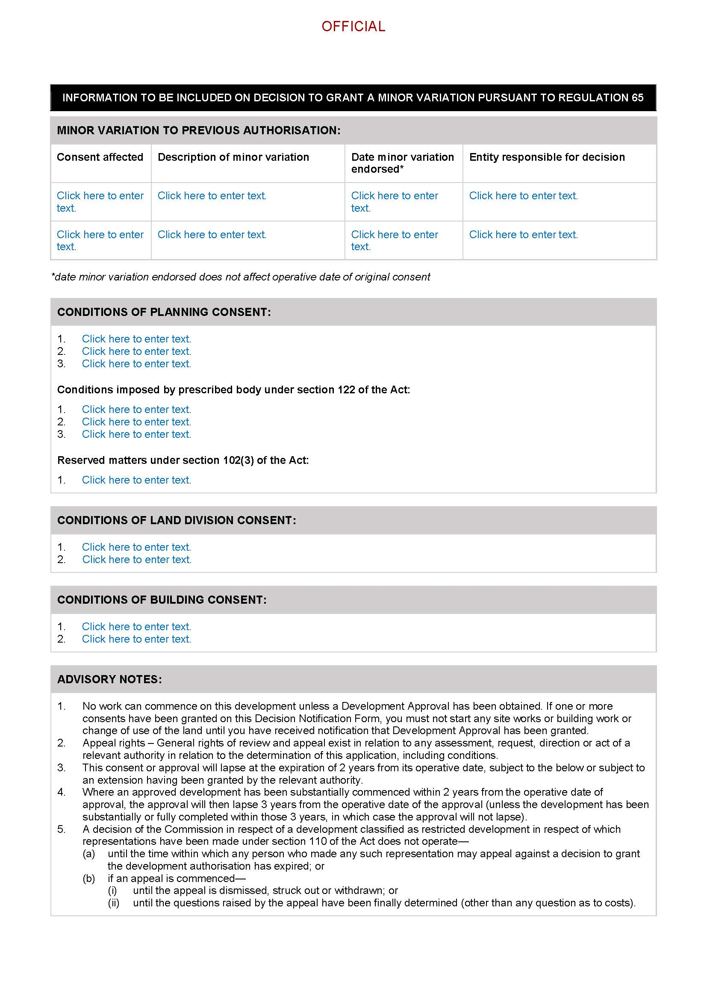 OFFICIAL
INFORMATION TO BE INCLUDED ON DECISION TO GRANT A MINOR VARIATION PURSUANT TO REGULATION 65
MINOR VARIATION TO PREVIOUS AUTHORISATION:
Consent affected Description of minor variation Date minor variation endorsed* Entity responsible for decision
Click here to enter text. Click here to enter text. Click here to enter text. Click here to enter text.
Click here to enter text. Click here to enter text. Click here to enter text. Click here to enter text.
*date minor variation endorsed does not affect operative date of original consent
CONDITIONS OF PLANNING CONSENT:
1. Click here to enter text.
2. Click here to enter text.
3. Click here to enter text.
Conditions imposed by prescribed body under section 122 of the Act:
1. Click here to enter text.
2. Click here to enter text.
3. Click here to enter text.
Reserved matters under section 102(3) of the Act:
1. Click here to enter text.
CONDITIONS OF LAND DIVISION CONSENT:
1. Click here to enter text.
2. Click here to enter text.
CONDITIONS OF BUILDING CONSENT:
1. Click here to enter text.
2. Click here to enter text.
ADVISORY NOTES:
1. No work can commence on this development unless a Development Approval has been obtained. If one or more
consents have been granted on this Decision Notification Form, you must not start any site works or building work or
change of use of the land until you have received notification that Development Approval has been granted.
2. Appeal rights – General rights of review and appeal exist in relation to any assessment, request, direction or act of a
relevant authority in relation to the determination of this application, including conditions.
3. This consent or approval will lapse at the expiration of 2 years from its operative date, subject to the below or subject to
an extension having been granted by the relevant authority.
4. Where an approved development has been substantially commenced within 2 years from the operative date of
approval, the approval will then lapse 3 years from the operative date of the approval (unless the development has been
substantially or fully completed within those 3 years, in which case the approval will not lapse).
5. A decision of the Commission in respect of a development classified as restricted development in respect of which
representations have been made under section 110 of the Act does not operate—
(a) until the time within which any person who made any such representation may appeal against a decision to grant
the development authorisation has expired; or
(b) if an appeal is commenced—
(i) until the appeal is dismissed, struck out or withdrawn; or
(ii) until the questions raised by the appeal have been finally determined (other than any question as to costs).